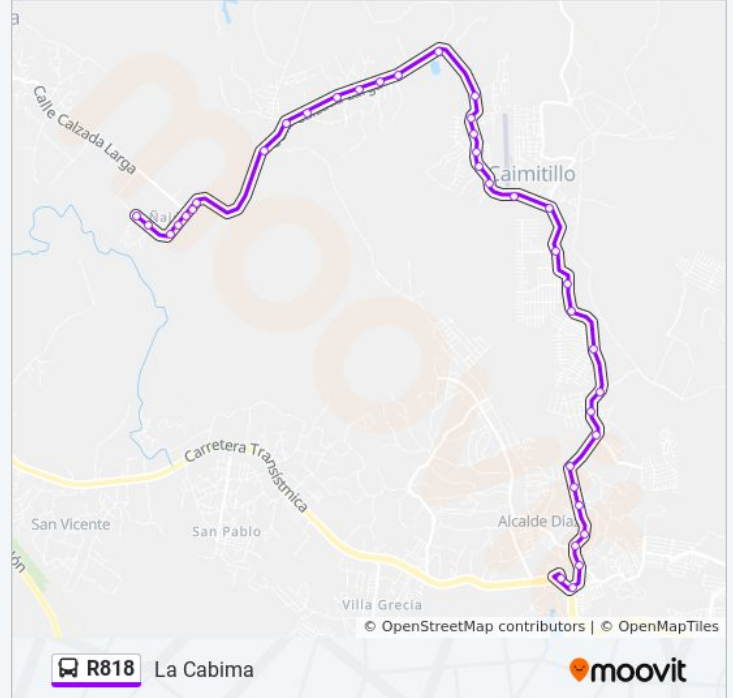 Calle Calzada Larga
Caimitillo
Carretera Transístmica
San Vicente
San Pablo
Alcalde Díaz
Villa Grecia
© OpenStreetMap contributors | © OpenMapTiles
R818 La Cabima
moovit